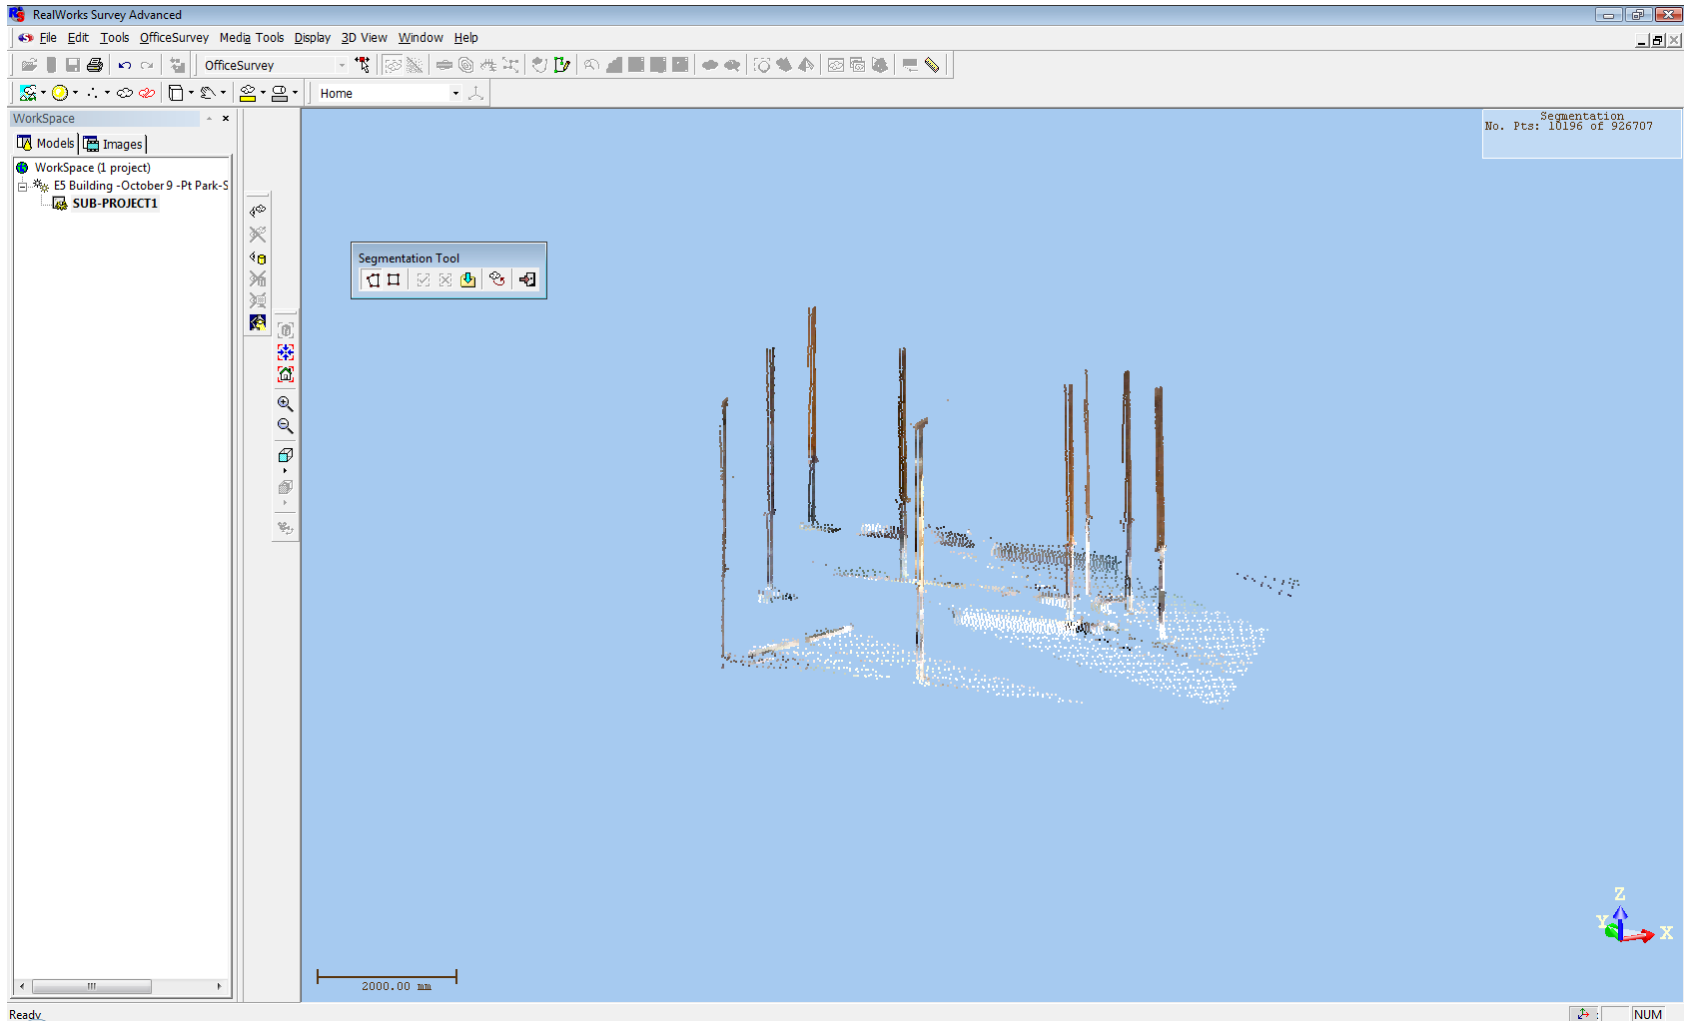 RealWorks Survey Advanced
File Edit Tools OfficeSurvey Media Tools Display 3D View Window Help
OfficeSurvey
Home
WorkSpace
Models Images
WorkSpace (1 project)
E5 Building -October 9 -Pt Park-S
SUB-PROJECT1
Segmentation Tool
Segmentation
No. Pts: 10196 of 926707
Z
Y
X
2000.00 mm
Ready
NUM